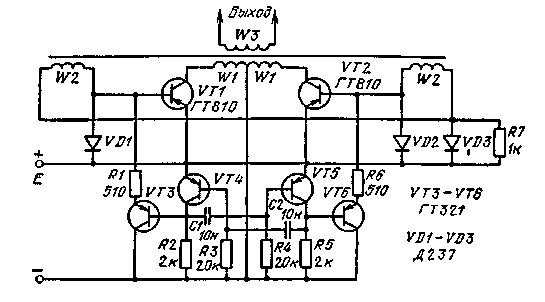 Выход
W3
W2
VT1
ГТ810
W1
W1
VT2
ГТ810
W2
VD1
VD2
VD3
R7
1к
+
E
−
R1
510
VT3
VT4
VT5
VT6
R6
510
C1
10н
C2
10н
R2
2к
R3
20к
R4
20к
R5
2к
VT3-VT6
ГТ321
VD1-VD3
Д237